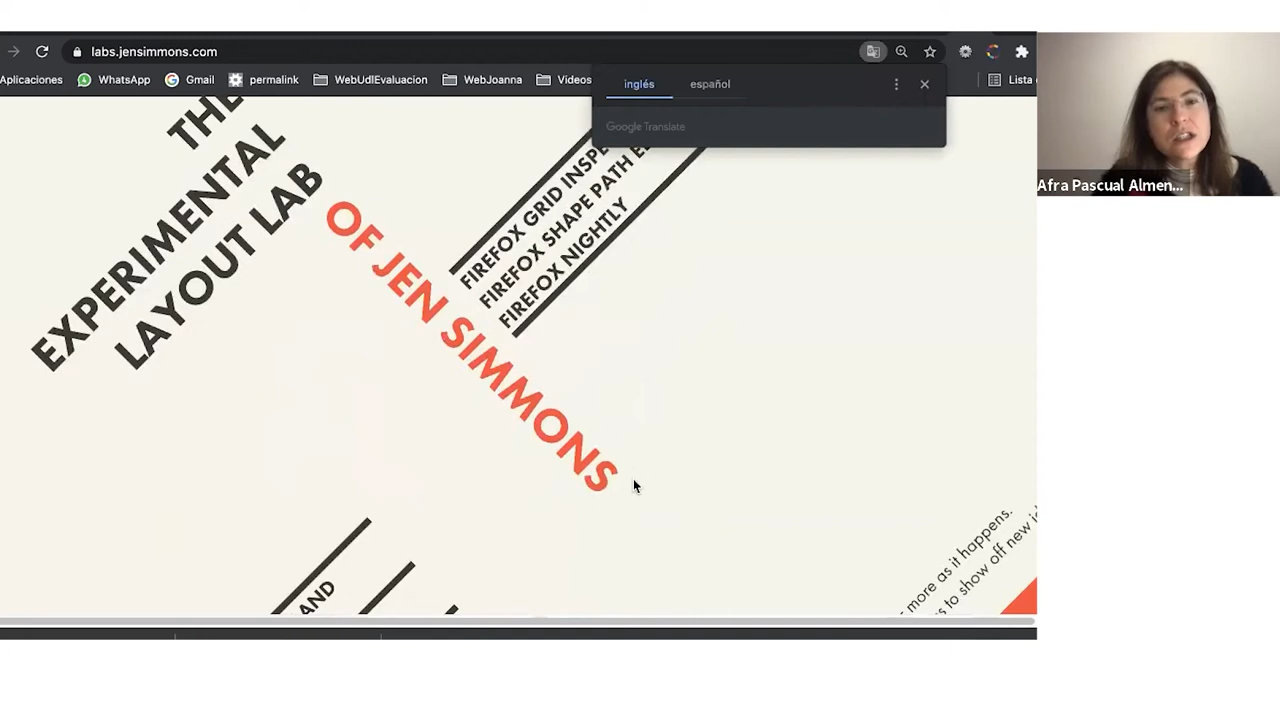 labs.jensimmons.com
Aplicaciones
WhatsApp
Gmail
permalink
WebUdlEvaluacion
WebJoanna
Videos
Lista
inglés
español
Google Translate
Afra Pascual Almen...
THE
EXPERIMENTAL
LAYOUT LAB
OF JEN SIMMONS
FIREFOX GRID INSPE
FIREFOX SHAPE PATH
FIREFOX NIGHTLY
AND
more as it happens.
to show off new